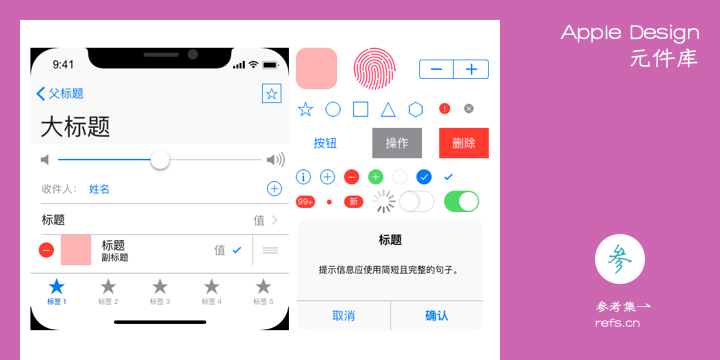 9:41
父标题
大标题
收件人：
姓名
标题
值
标题
副标题
值
标签 1
标签 2
标签 3
标签 4
标签 5
按钮
操作
删除
99+
新
标题
提示信息应使用简短且完整的句子。
取消
确认
Apple Design
元件库
参
参考集
refs.cn